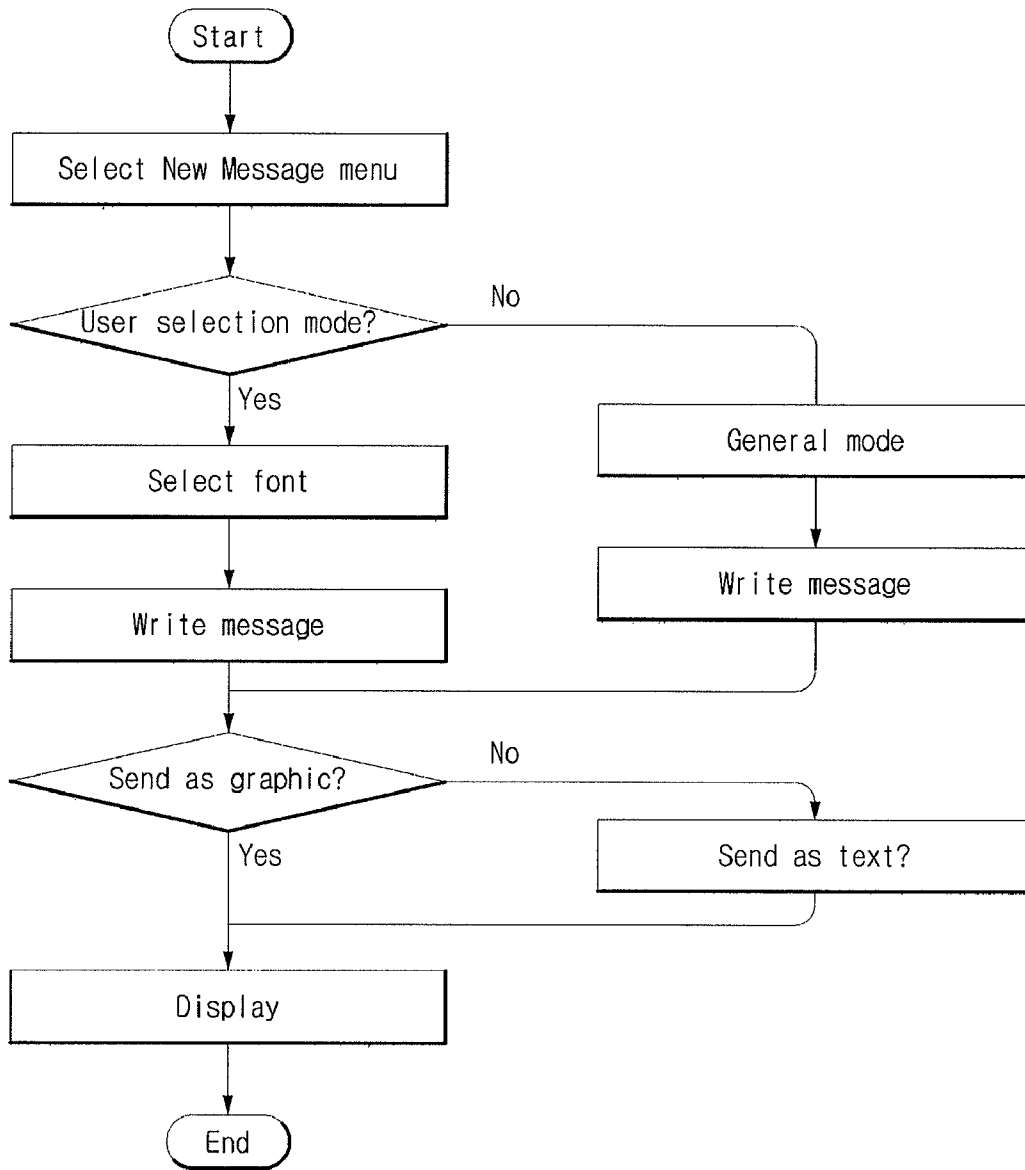 Start
Select New Message menu
User selection mode?
No
Yes
General mode
Select font
Write message
Write message
Send as graphic?
No
Yes
Send as text?
Display
End